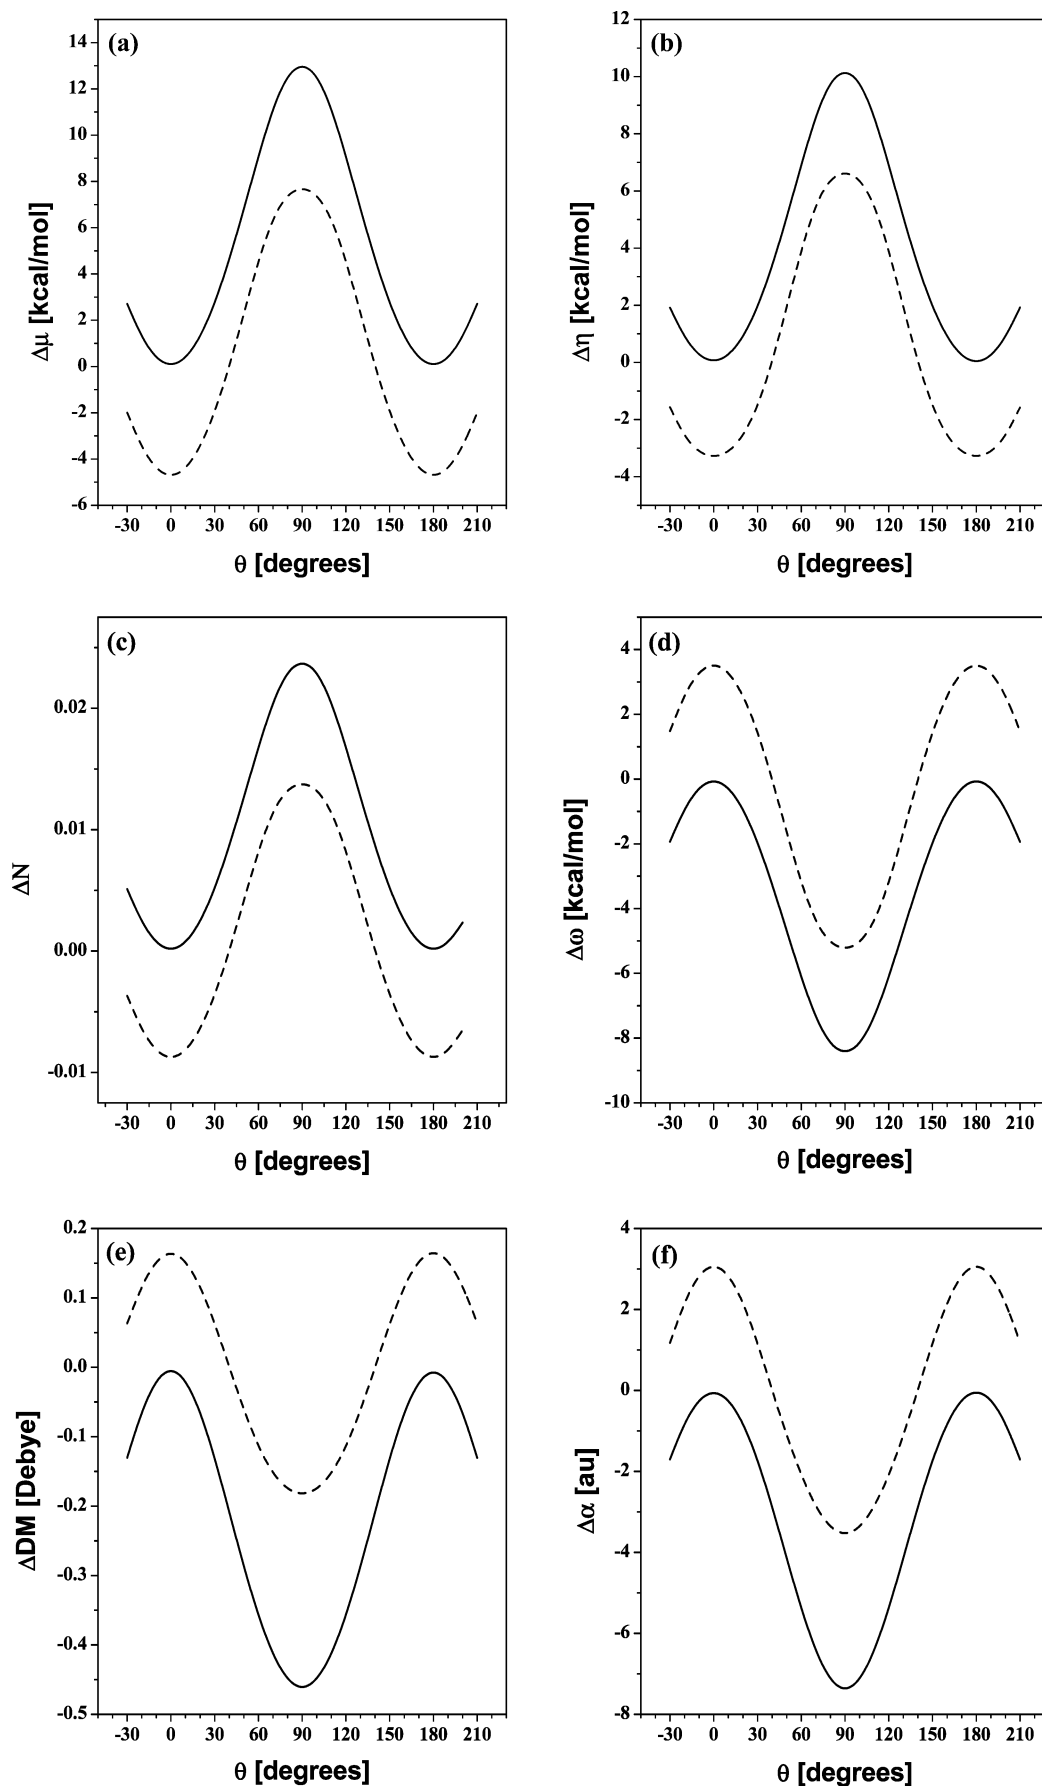 (a)
14
12
10
8
6
4
2
0
-2
-4
-6
Δμ [kcal/mol]
-30 0 30 60 90 120 150 180 210
θ [degrees]
(b)
12
10
8
6
4
2
0
-2
-4
Δη [kcal/mol]
-30 0 30 60 90 120 150 180 210
θ [degrees]
(c)
0.02
0.01
0.00
-0.01
ΔN
-30 0 30 60 90 120 150 180 210
θ [degrees]
(d)
4
2
0
-2
-4
-6
-8
-10
Δω [kcal/mol]
-30 0 30 60 90 120 150 180 210
θ [degrees]
(e)
0.2
0.1
0.0
-0.1
-0.2
-0.3
-0.4
-0.5
ΔDM [Debye]
-30 0 30 60 90 120 150 180 210
θ [degrees]
(f)
4
2
0
-2
-4
-6
-8
Δα [au]
-30 0 30 60 90 120 150 180 210
θ [degrees]